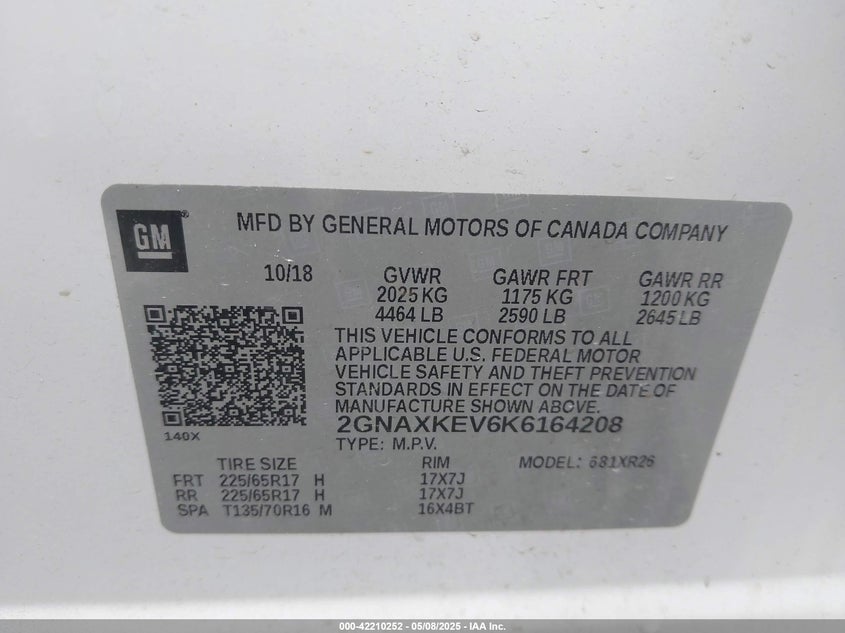 GM®
MFD BY GENERAL MOTORS OF CANADA COMPANY
10/18 GVWR GAWR FRT GAWR RR
2025 KG 1175 KG 1200 KG
4464 LB 2590 LB 2645 LB
THIS VEHICLE CONFORMS TO ALL
APPLICABLE U.S. FEDERAL MOTOR
VEHICLE SAFETY AND THEFT PREVENTION
STANDARDS IN EFFECT ON THE DATE OF
MANUFACTURE SHOWN ABOVE.
2GNAXKEV6K6164208
140X
TYPE: M.P.V.
TIRE SIZE RIM MODEL: 681XR26
FRT 225/65R17 H 17X7J
RR 225/65R17 H 17X7J
SPA T135/70R16 M 16X4BT
000-42210252 - 05/08/2025 - IAA Inc.